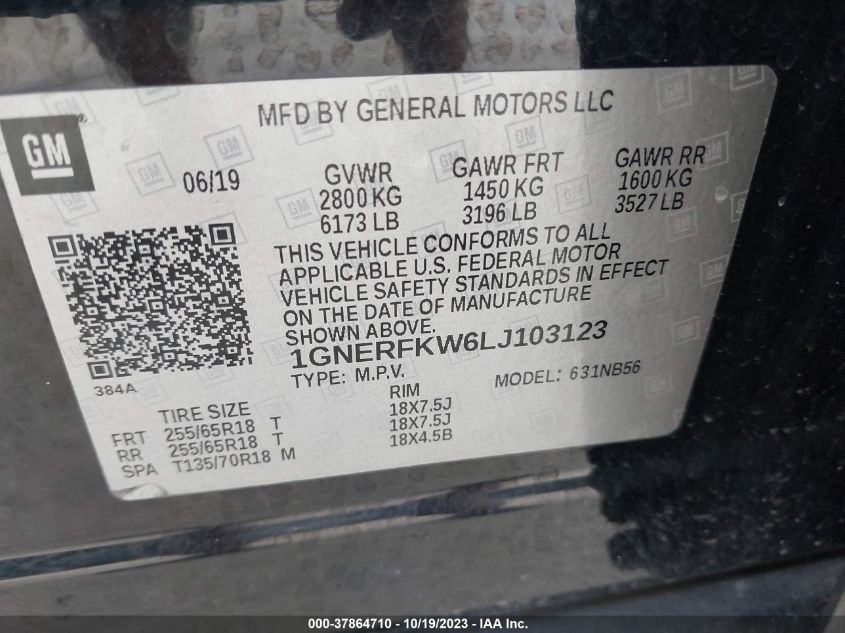 MFD BY GENERAL MOTORS LLC
GM
06/19
GVWR GAWR FRT GAWR RR
2800 KG 1450 KG 1600 KG
6173 LB 3196 LB 3527 LB
THIS VEHICLE CONFORMS TO ALL
APPLICABLE U.S. FEDERAL MOTOR
VEHICLE SAFETY STANDARDS IN EFFECT
ON THE DATE OF MANUFACTURE
SHOWN ABOVE.
1GNERFKW6LJ103123
384A
TYPE: M.P.V. MODEL: 631NB56
TIRE SIZE RIM
FRT 255/65R18 T 18X7.5J
RR 255/65R18 T 18X7.5J
SPA T135/70R18 M 18X4.5B
000-37864710 - 10/19/2023 - IAA Inc.